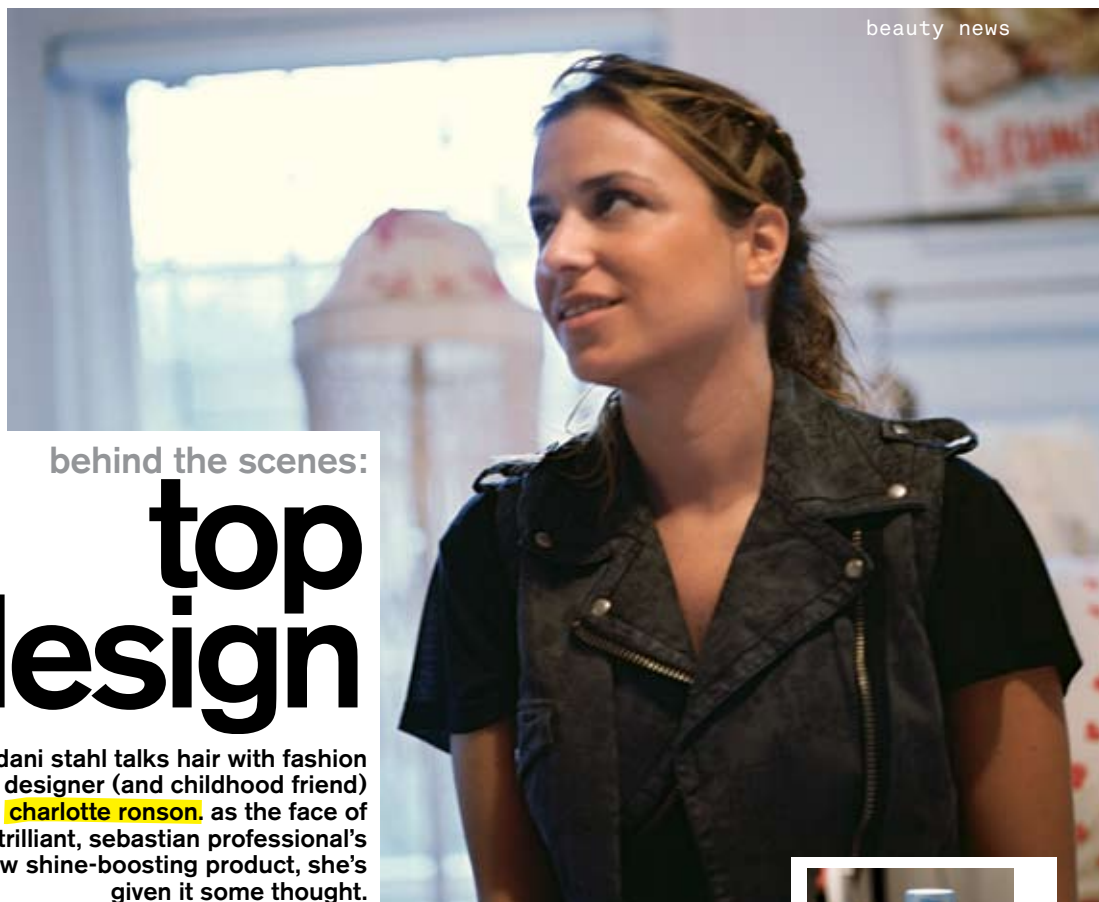 beauty news
behind the scenes:
top
design
dani stahl talks hair with fashion
designer (and childhood friend)
charlotte ronson. as the face of
trilliant, sebastian professional's
w shine-boosting product, she's
given it some thought.